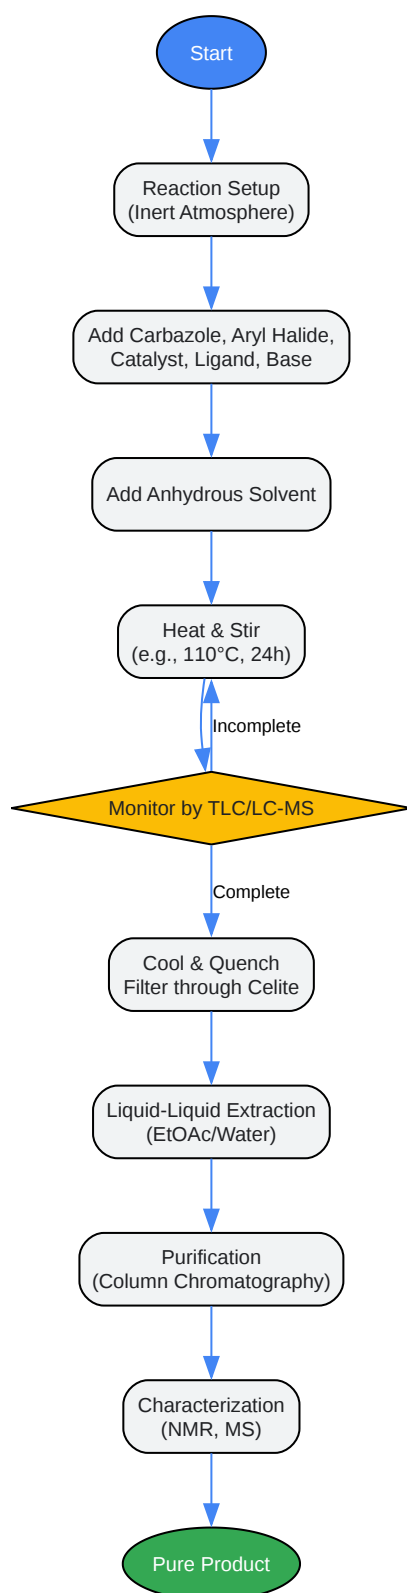 Start
Reaction Setup
(Inert Atmosphere)
Add Carbazole, Aryl Halide,
Catalyst, Ligand, Base
Add Anhydrous Solvent
Heat & Stir
(e.g., 110°C, 24h)
Incomplete
Monitor by TLC/LC-MS
Complete
Cool & Quench
Filter through Celite
Liquid-Liquid Extraction
(EtOAc/Water)
Purification
(Column Chromatography)
Characterization
(NMR, MS)
Pure Product